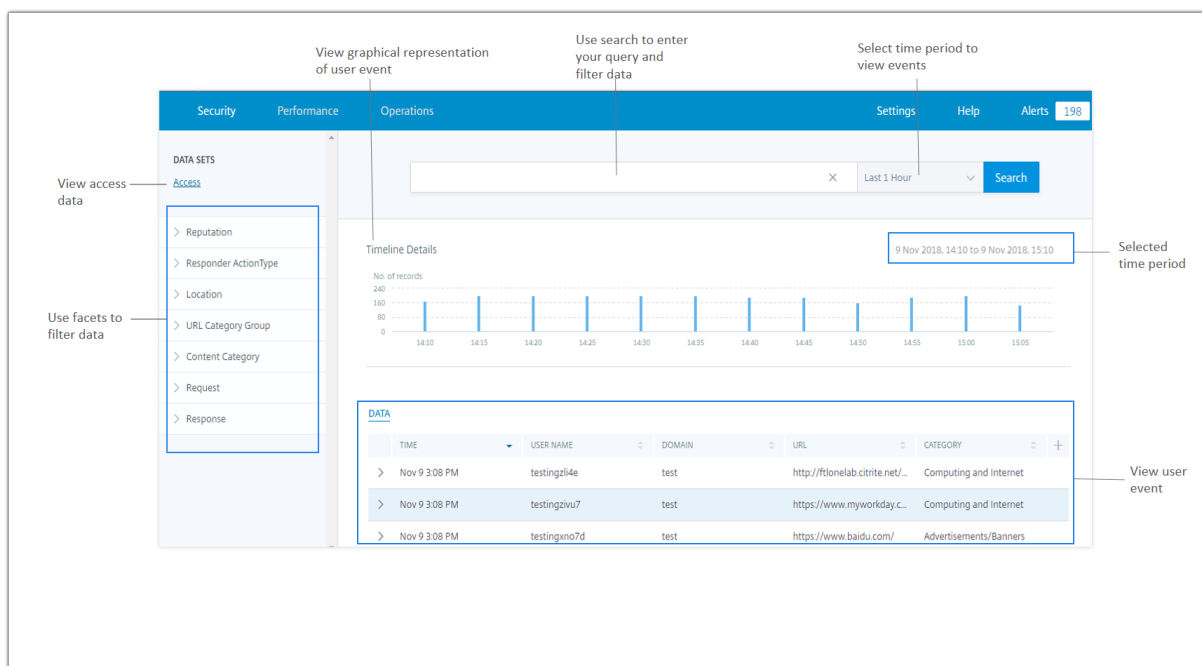 View graphical representation
of user event
Use search to enter
your query and
filter data
Select time period to
view events
Security Performance Operations Settings Help Alerts 198
DATA SETS
Access
View access
data
Last 1 Hour Search
Reputation
Responder ActionType
Location
URL Category Group
Content Category
Request
Response
Use facets to
filter data
Timeline Details
9 Nov 2018, 14:10 to 9 Nov 2018, 15:10
Selected
time period
No. of records
240
160
80
0
14:10 14:15 14:20 14:25 14:30 14:35 14:40 14:45 14:50 14:55 15:00 15:05
DATA
TIME USER NAME DOMAIN URL CATEGORY
Nov 9 3:08 PM testingzli4e test http://ftlonelab.citrite.net/... Computing and Internet
Nov 9 3:08 PM testingzivu7 test https://www.myworkday.c... Computing and Internet
Nov 9 3:08 PM testingxno7d test https://www.baidu.com/ Advertisements/Banners
View user
event